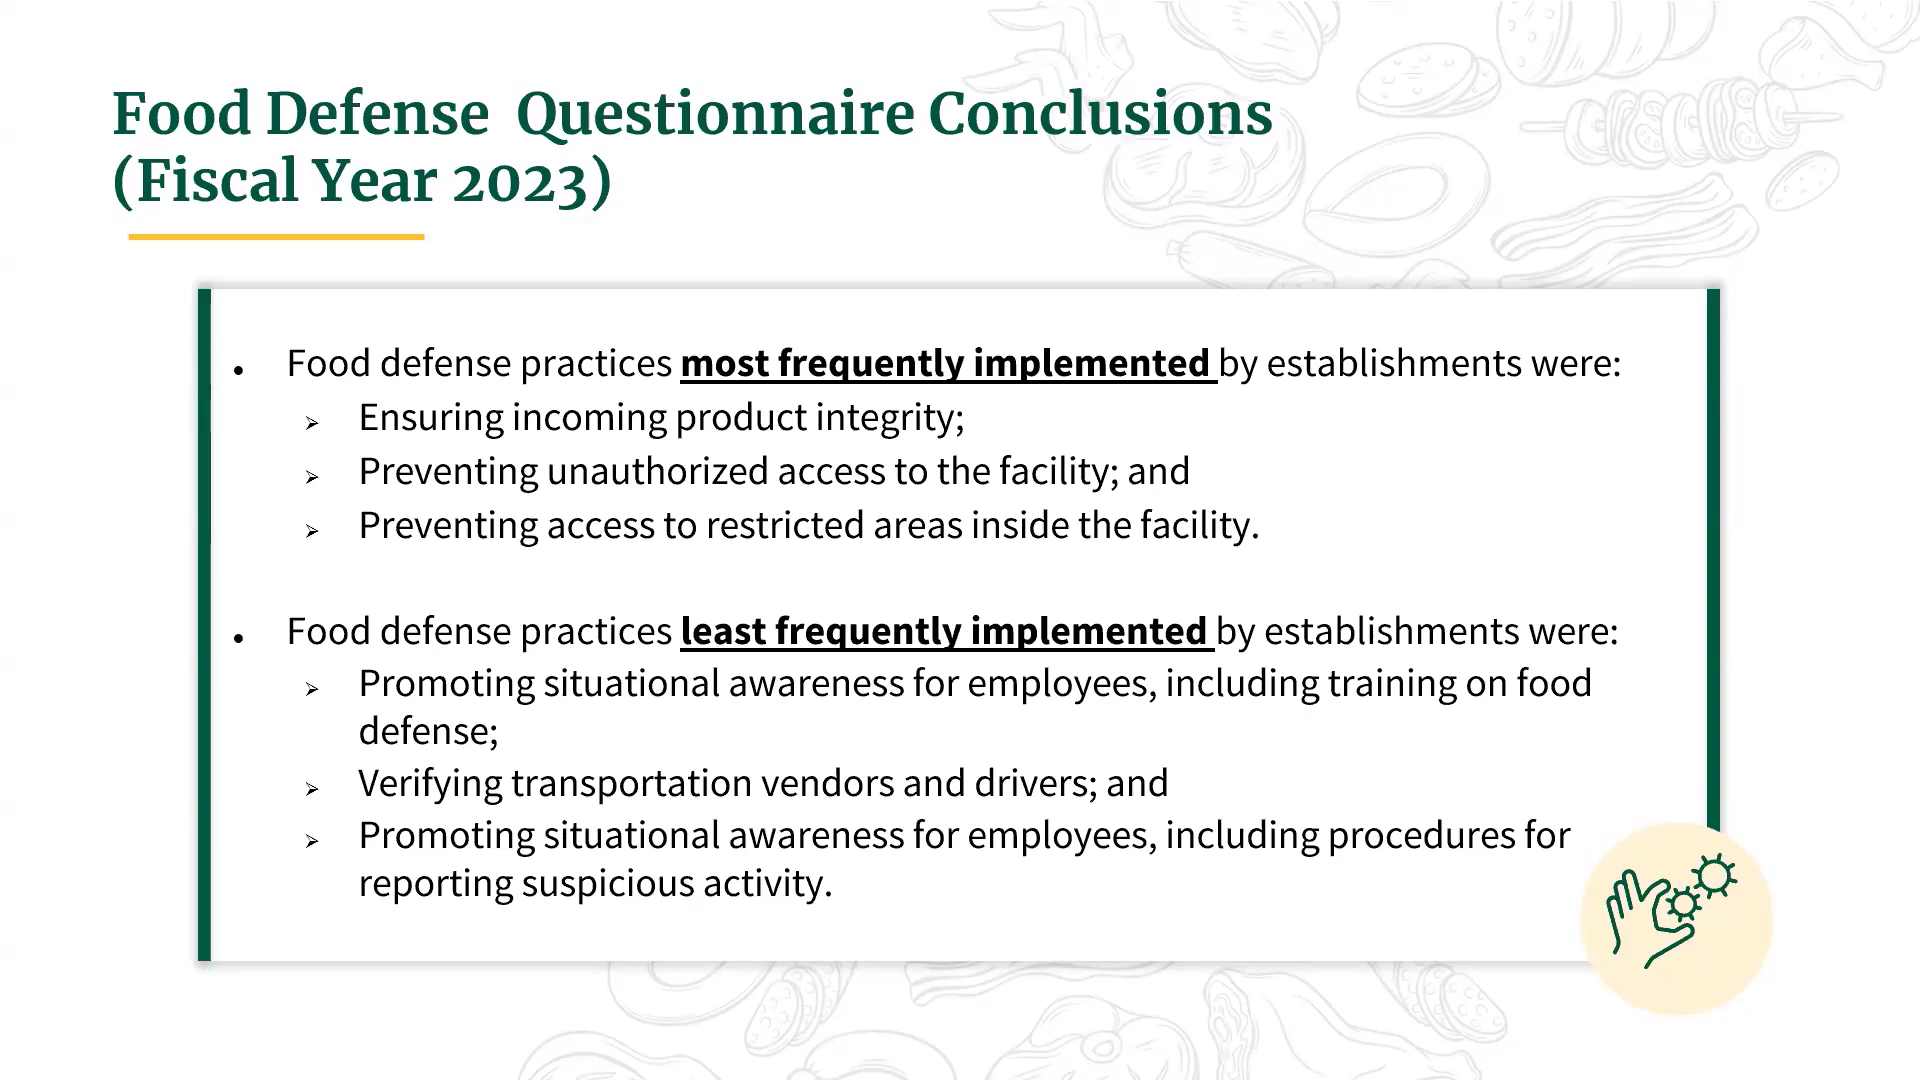 Food Defense  Questionnaire Conclusions
(Fiscal Year 2023)
• Food defense practices most frequently implemented by establishments were:
➢ Ensuring incoming product integrity;
➢ Preventing unauthorized access to the facility; and
➢ Preventing access to restricted areas inside the facility.
• Food defense practices least frequently implemented by establishments were:
➢ Promoting situational awareness for employees, including training on food
defense;
➢ Verifying transportation vendors and drivers; and
➢ Promoting situational awareness for employees, including procedures for
reporting suspicious activity.